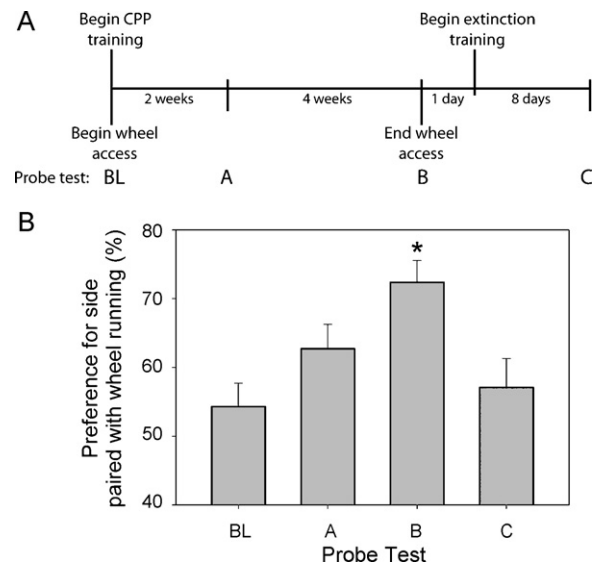 A
Begin CPP
training
Begin extinction
training
2 weeks
4 weeks
1 day
8 days
Begin wheel
access
End wheel
access
Probe test:
BL
A
B
C
B
Preference for side
paired with wheel running (%)
80
70
60
50
40
*
BL
A
B
C
Probe Test